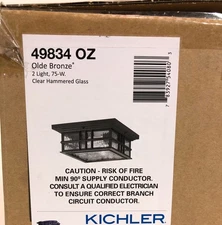 49834 OZ
Olde Bronze®
2 Light, 75-W.
Clear Hammered Glass
CAUTION - RISK OF FIRE
MIN 90° SUPPLY CONDUCTOR.
CONSULT A QUALIFIED ELECTRICIAN
TO ENSURE CORRECT BRANCH
CIRCUIT CONDUCTOR.
KICHLER